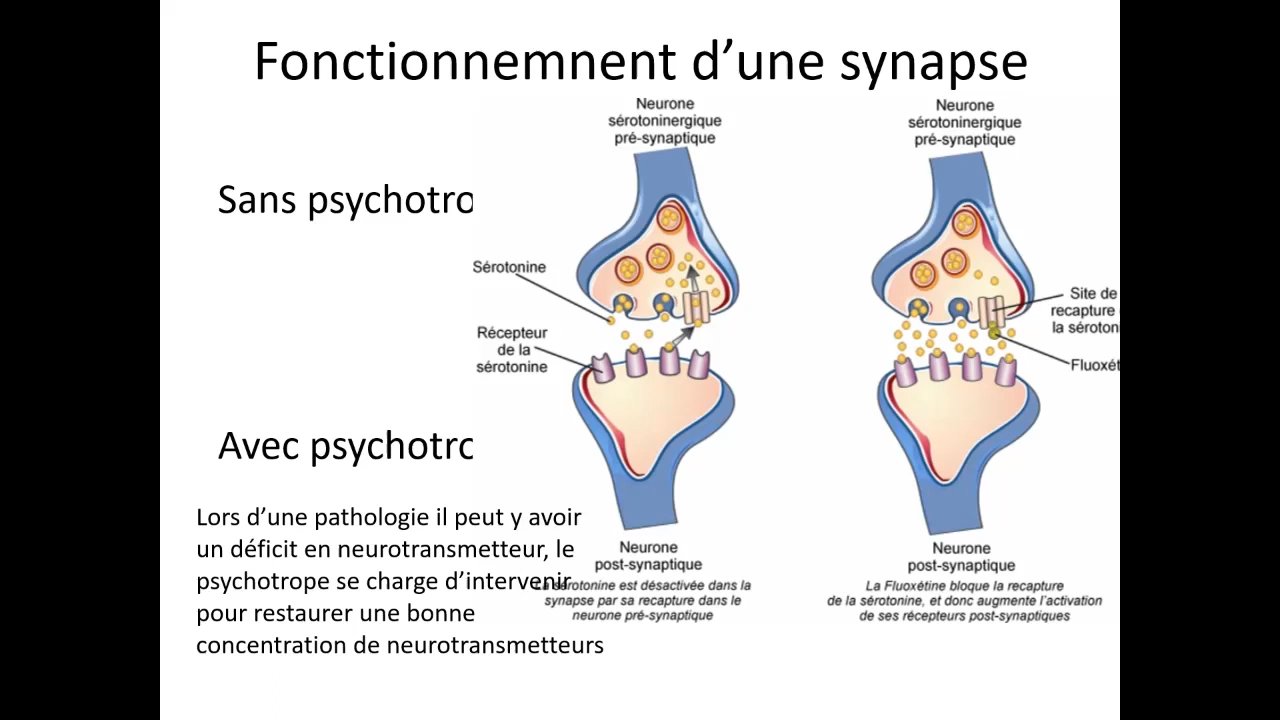 Fonctionnemnent d’une synapse
Sans psychotro
Avec psychotro
Lors d’une pathologie il peut y avoir
un déficit en neurotransmetteur, le
psychotrope se charge d’intervenir
pour restaurer une bonne
concentration de neurotransmetteurs
Neurone
sérotoninergique
pré-synaptique
Sérotonine
Récepteur
de la
sérotonine
Neurone
post-synaptique
La sérotonine est désactivée dans la
synapse par sa recapture dans le
neurone pré-synaptique
Neurone
sérotoninergique
pré-synaptique
Site de
recapture
la sérotoni
Fluoxét
Neurone
post-synaptique
La Fluoxétine bloque la recapture
de la sérotonine, et donc augmente l’activation
de ses récepteurs post-synaptiques